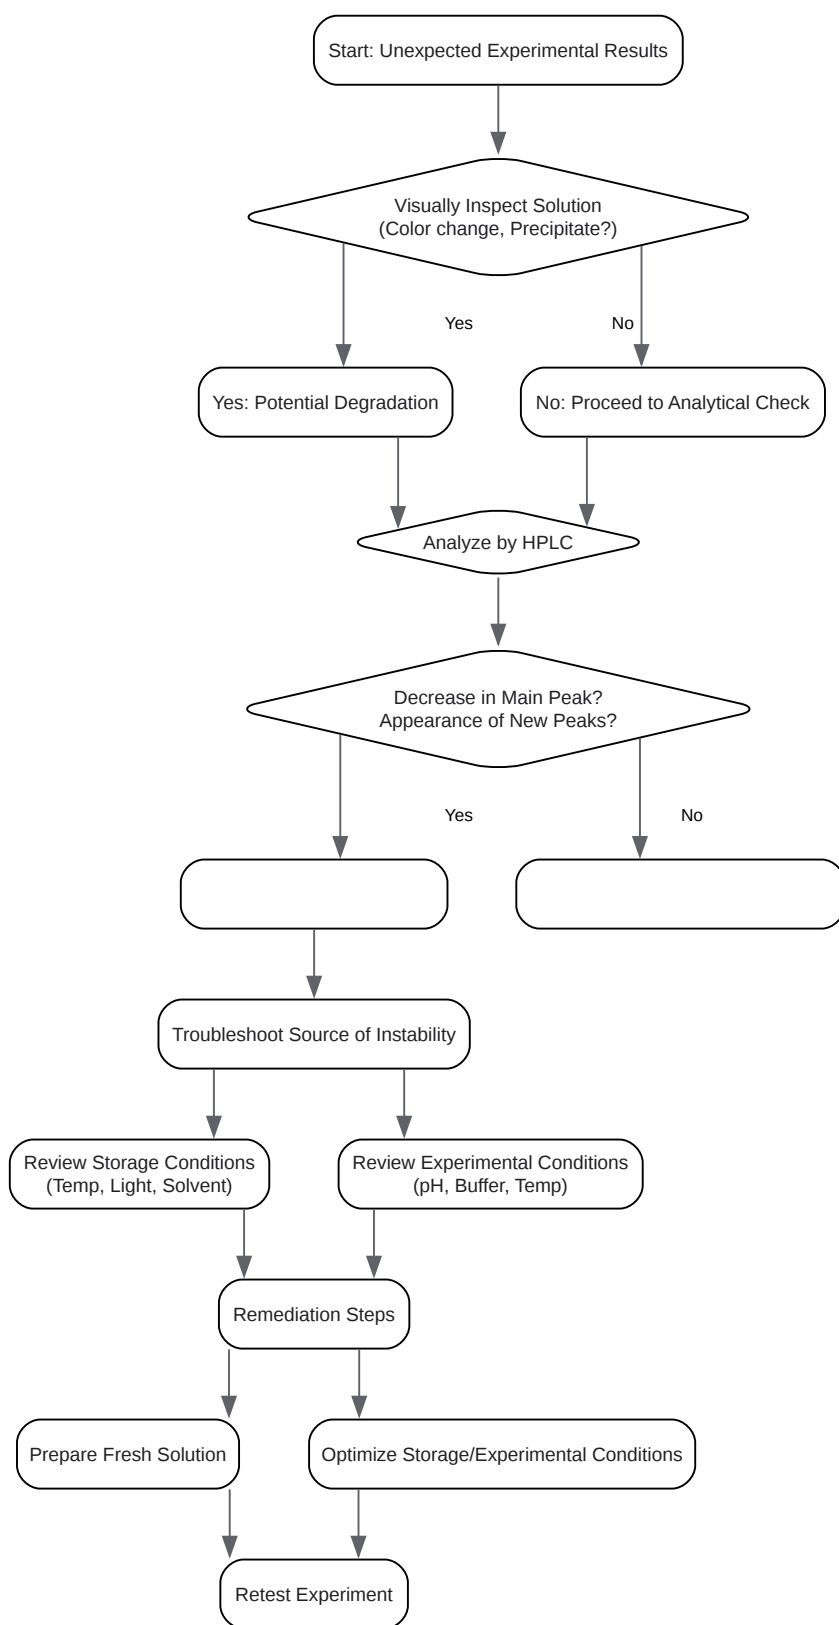 Start: Unexpected Experimental Results
Visually Inspect Solution
(Color change, Precipitate?)
Yes
No
Yes: Potential Degradation
No: Proceed to Analytical Check
Analyze by HPLC
Decrease in Main Peak?
Appearance of New Peaks?
Yes
No
Troubleshoot Source of Instability
Review Storage Conditions
(Temp, Light, Solvent)
Review Experimental Conditions
(pH, Buffer, Temp)
Remediation Steps
Prepare Fresh Solution
Optimize Storage/Experimental Conditions
Retest Experiment